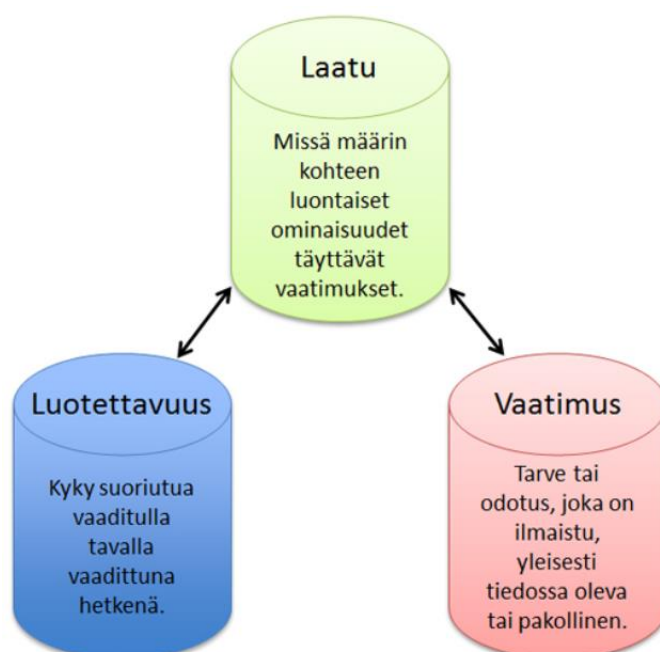 Laatu
Missä määrin
kohteen
luontaiset
ominaisuudet
täyttävät
vaatimukset.
Luotettavuus
Kyky suoriutua
vaaditulla
tavalla
vaadittuna
hetkenä.
Vaatimus
Tarve tai
odotus, joka on
ilmaistu,
yleisesti
tiedossa oleva
tai pakollinen.